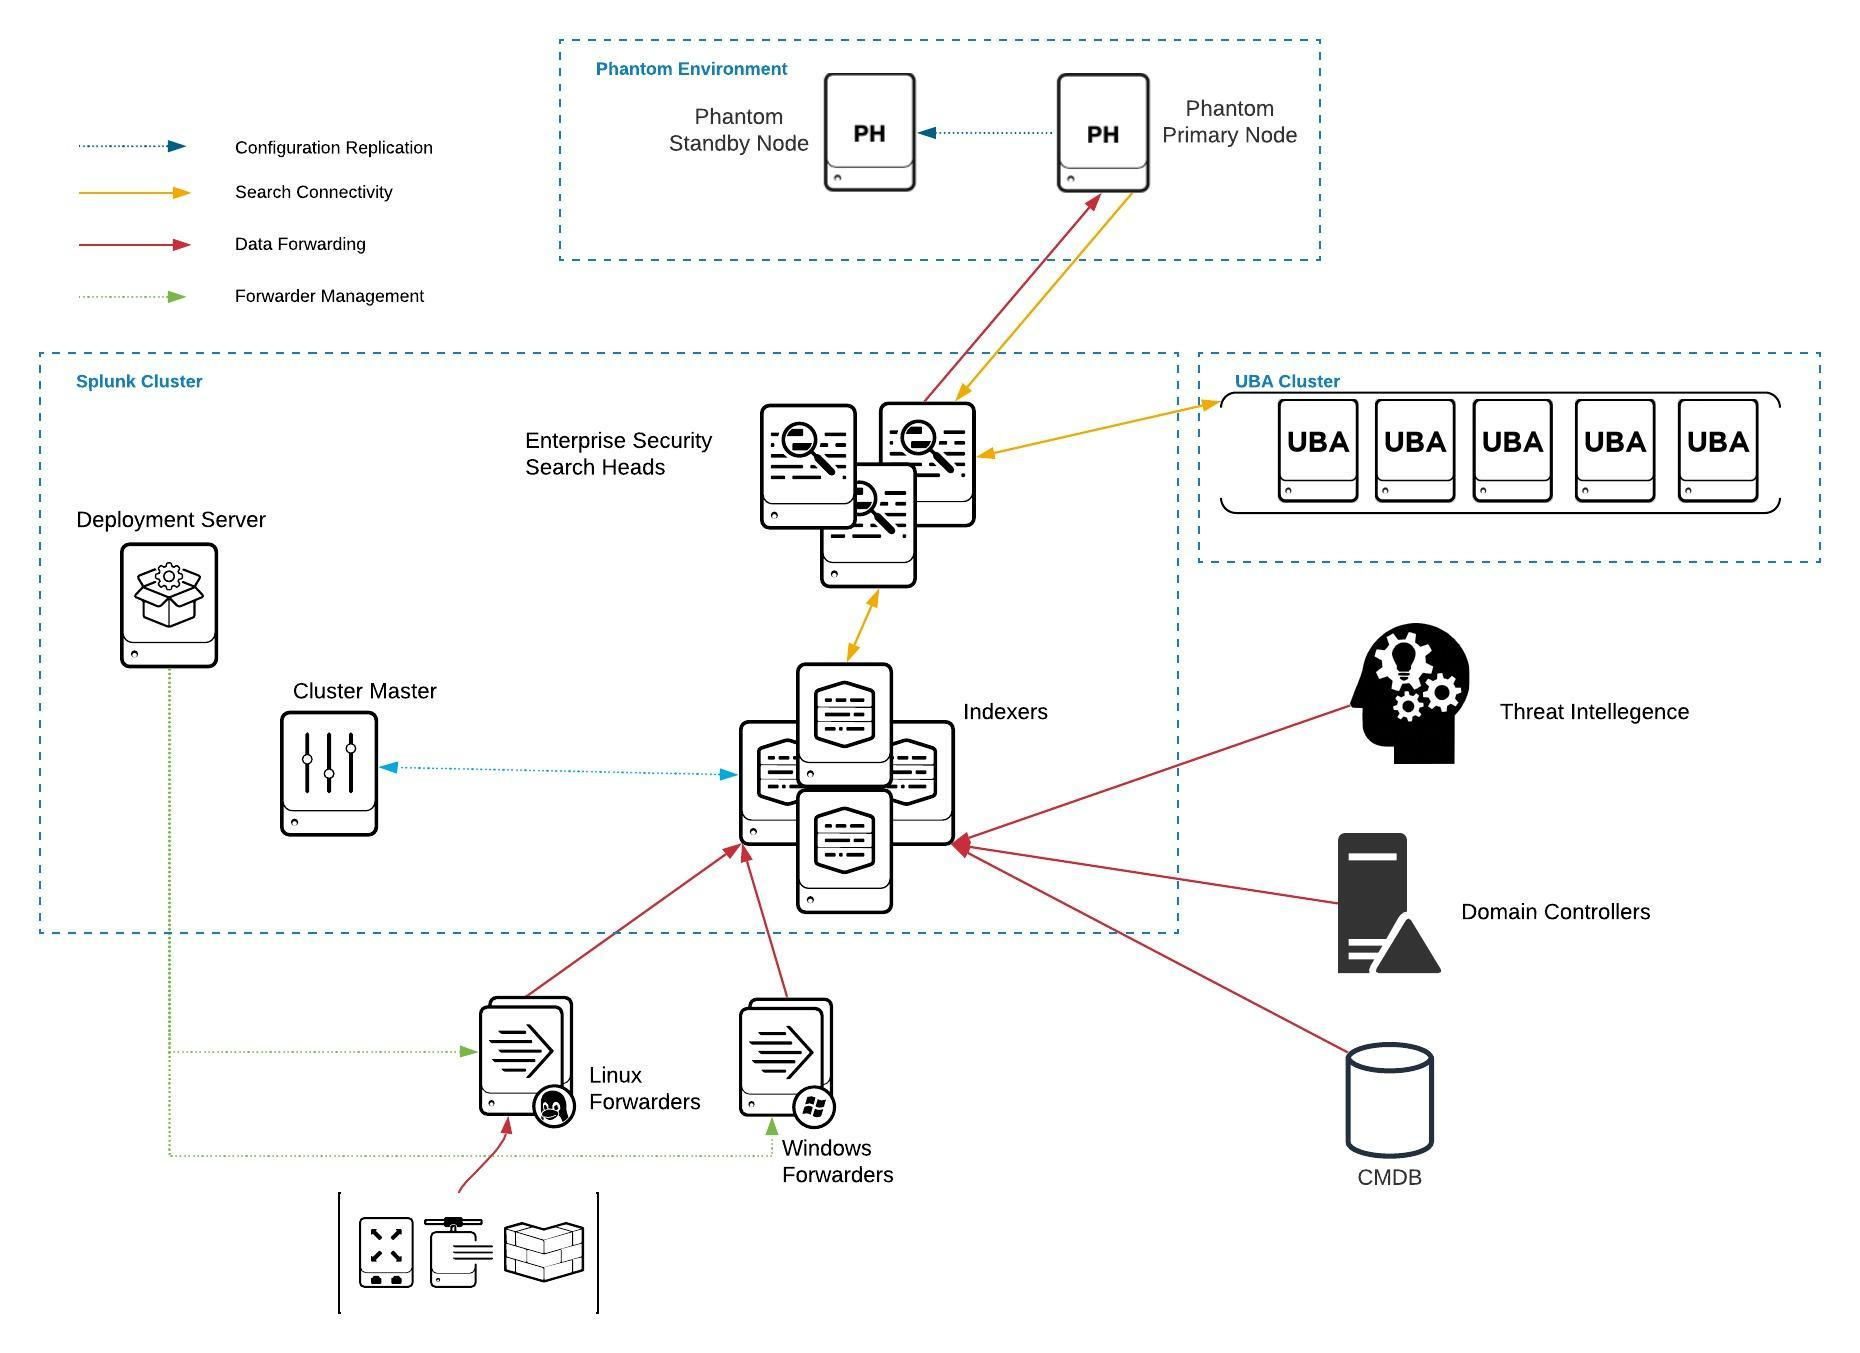 Phantom Environment
Phantom
Standby Node
PH
PH
Phantom
Primary Node
Configuration Replication
Search Connectivity
Data Forwarding
Forwarder Management
Splunk Cluster
UBA Cluster
UBA
UBA
UBA
UBA
UBA
Enterprise Security
Search Heads
Deployment Server
Cluster Master
Indexers
Threat Intellegence
Domain Controllers
Linux
Forwarders
Windows
Forwarders
CMDB